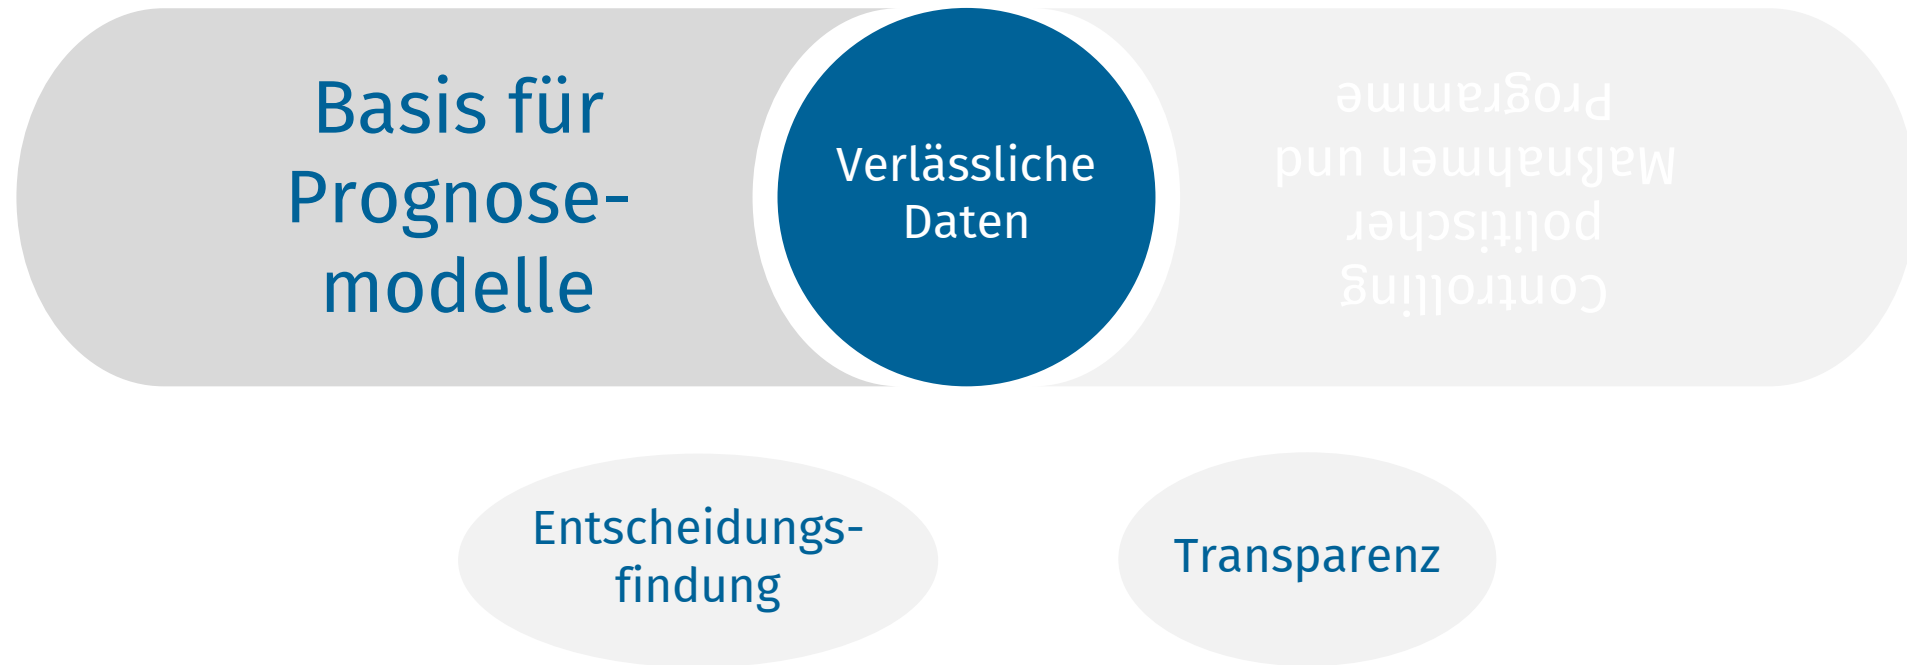 Basis für
Prognose-
modelle
Verlässliche
Daten
Controlling
politischer
Maßnahmen und
Programme
Entscheidungs-
findung
Transparenz